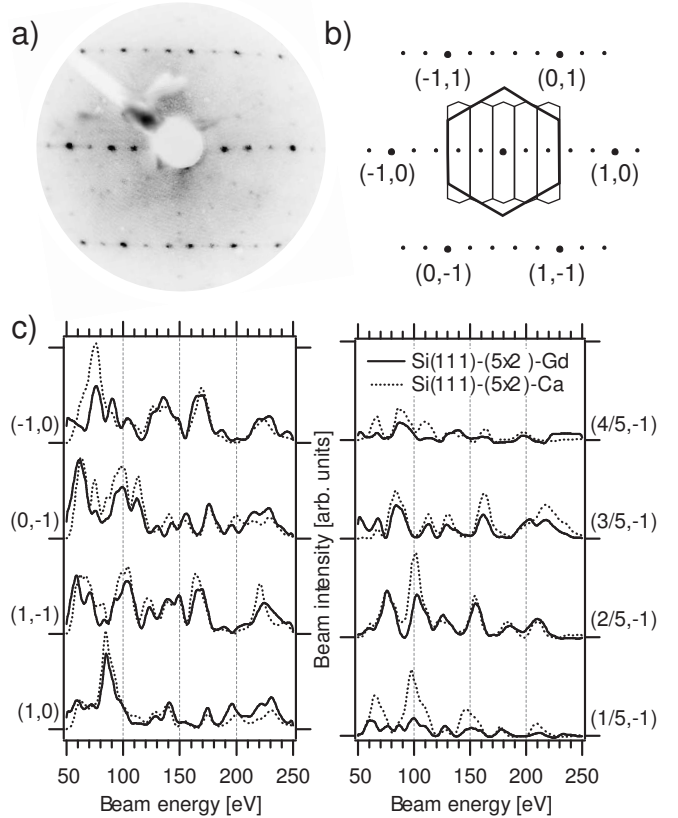 a)
b)
(-1,1)
(0,1)
(-1,0)
(1,0)
(0,-1)
(1,-1)
c)
(-1,0)
(0,-1)
(1,-1)
(1,0)
50 100 150 200 250
Beam energy [eV]
Beam intensity [arb. units]
Si(111)-(5x2)-Gd
Si(111)-(5x2)-Ca
(4/5,-1)
(3/5,-1)
(2/5,-1)
(1/5,-1)
50 100 150 200 250
Beam energy [eV]